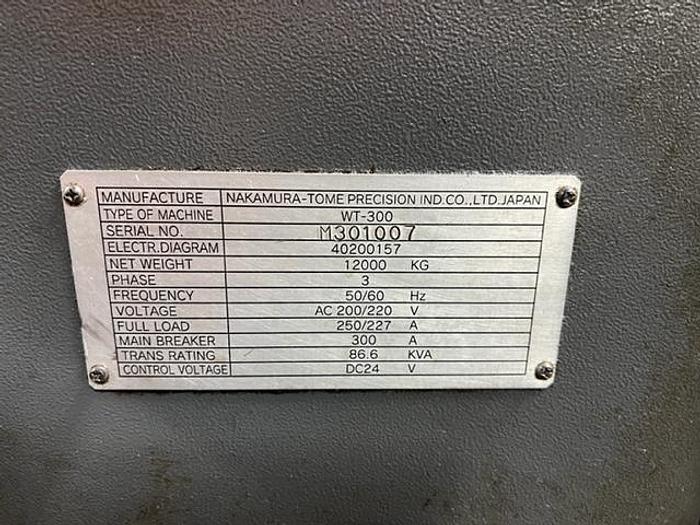 MANUFACTURE NAKAMURA-TOME PRECISION IND.CO.,LTD.JAPAN
TYPE OF MACHINE WT-300
SERIAL NO. M301007
ELECTR.DIAGRAM 40200157
NET WEIGHT 12000 KG
PHASE 3
FREQUENCY 50/60 Hz
VOLTAGE AC 200/220 V
FULL LOAD 250/227 A
MAIN BREAKER 300 A
TRANS RATING 86.6 KVA
CONTROL VOLTAGE DC24 V